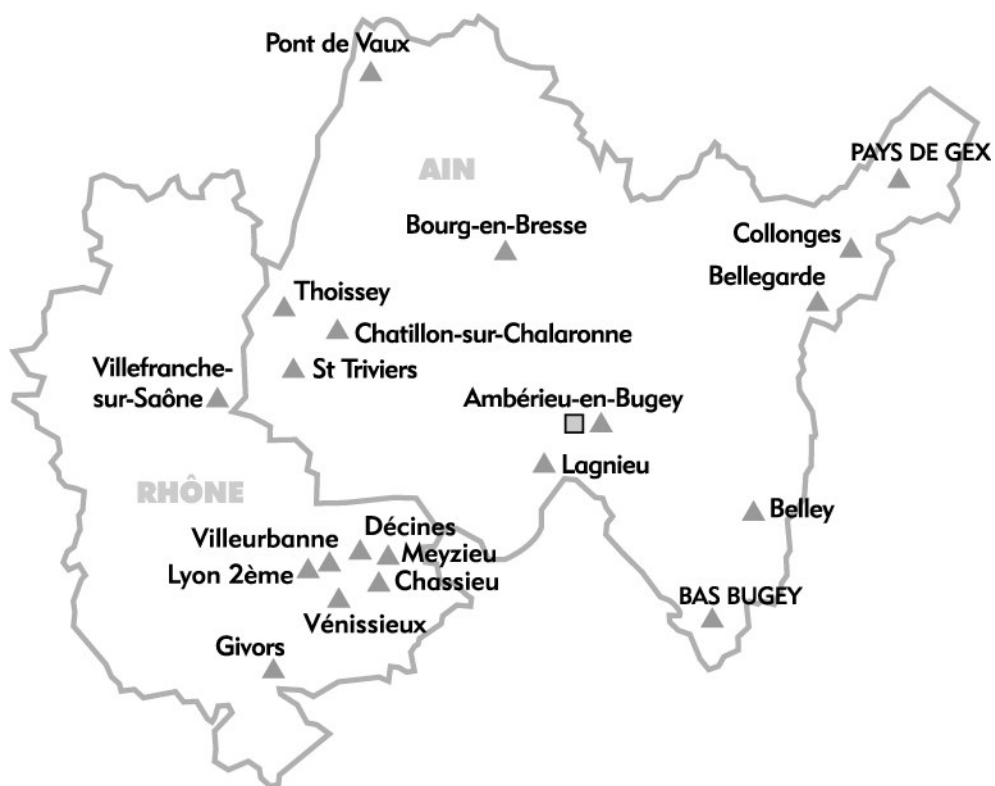 Pont de Vaux
PAYS DE GEX
AIN
Bourg-en-Bresse
Collonges
Bellegarde
Thoissey
Chatillon-sur-Chalaronne
St Triviers
Villefranche-
sur-Saône
Ambérieu-en-Bugey
Lagnieu
RHÔNE
Belley
Décines
Villeurbanne
Meyzieu
Lyon 2ème
Chassieu
BAS BUGEY
Vénissieux
Givors